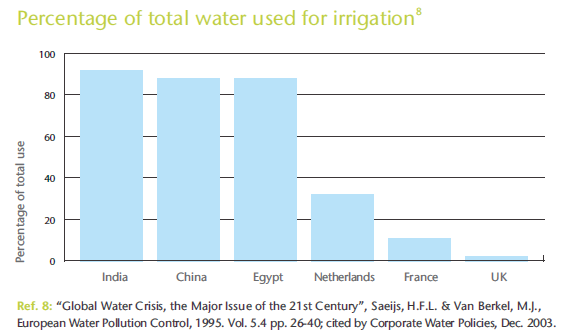 Percentage of total water used for irrigation8
Percentage of total use
100
80
60
40
20
0
India China Egypt Netherlands France UK
Ref. 8: “Global Water Crisis, the Major Issue of the 21st Century”, Saeijs, H.F.L. & Van Berkel, M.J.,
European Water Pollution Control, 1995. Vol. 5.4 pp. 26-40; cited by Corporate Water Policies, Dec. 2003.